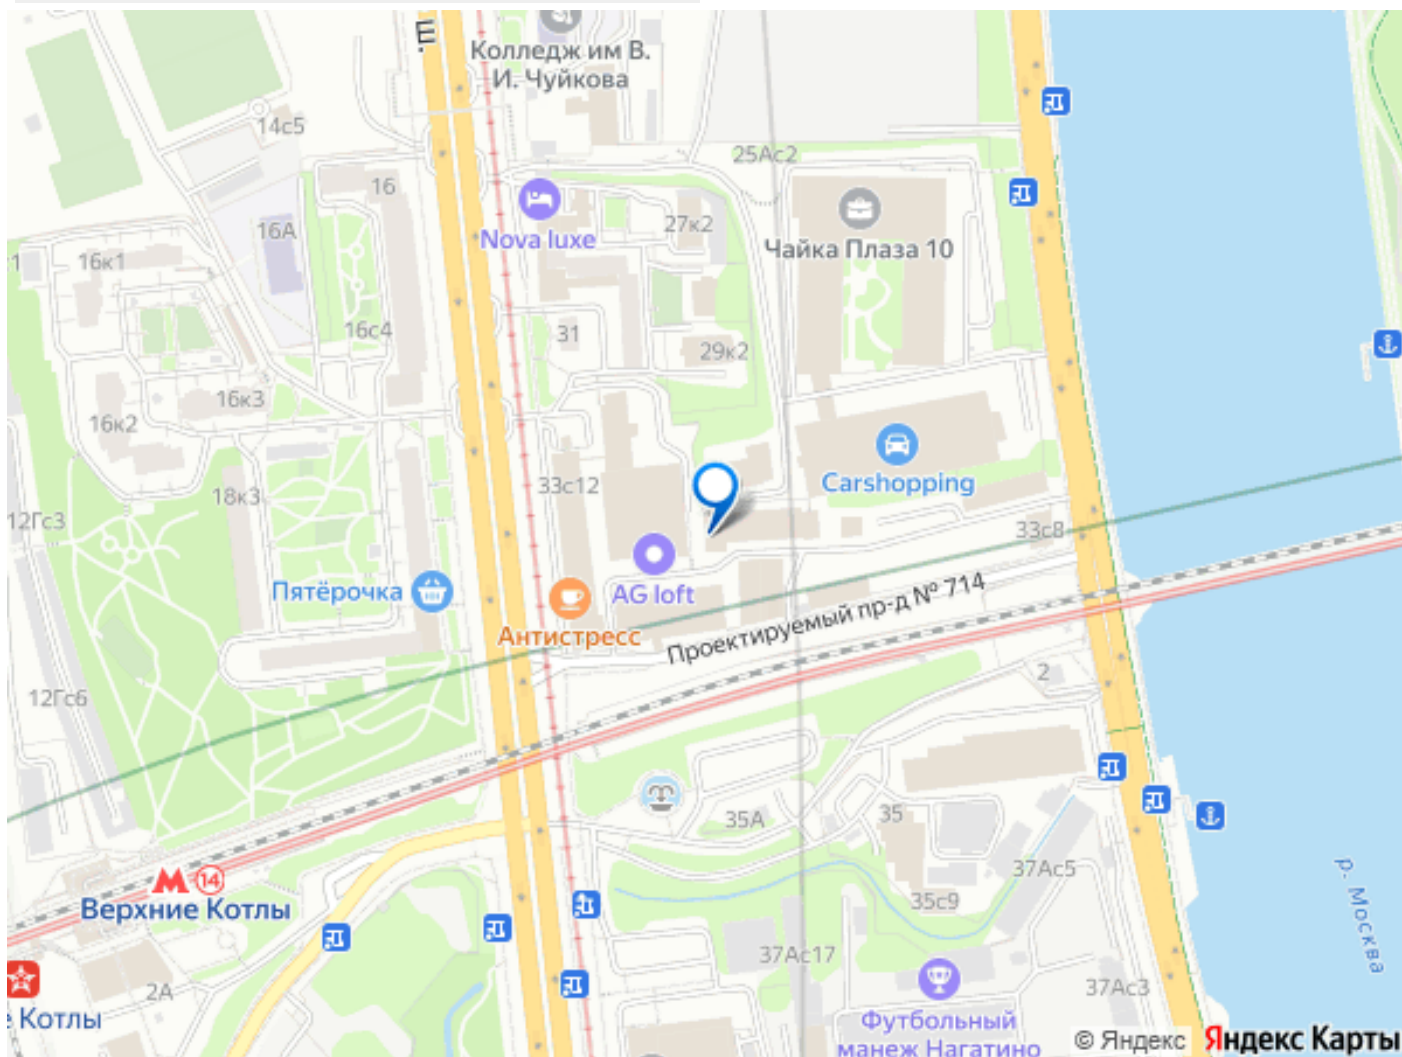 Ш.
Колледж им В.
И. Чуйкова
14с5
25Ас2
16
16А
27к2
Nova luxe
Чайка Плаза 10
1
16к1
16с4
31
29к2
16к3
16к2
Carshopping
33с12
18к3
12Гс3
33с8
AG loft
Пятёрочка
Антистресс
Проектируемый пр-д № 714
12Гс6
2
35А
35
37Ас5
М 14
Верхние Котлы
35с9
р. Москва
37Ас17
37Ас3
2А
е Котлы
Футбольный
манеж Нагатино
© Яндекс Яндекс Карты